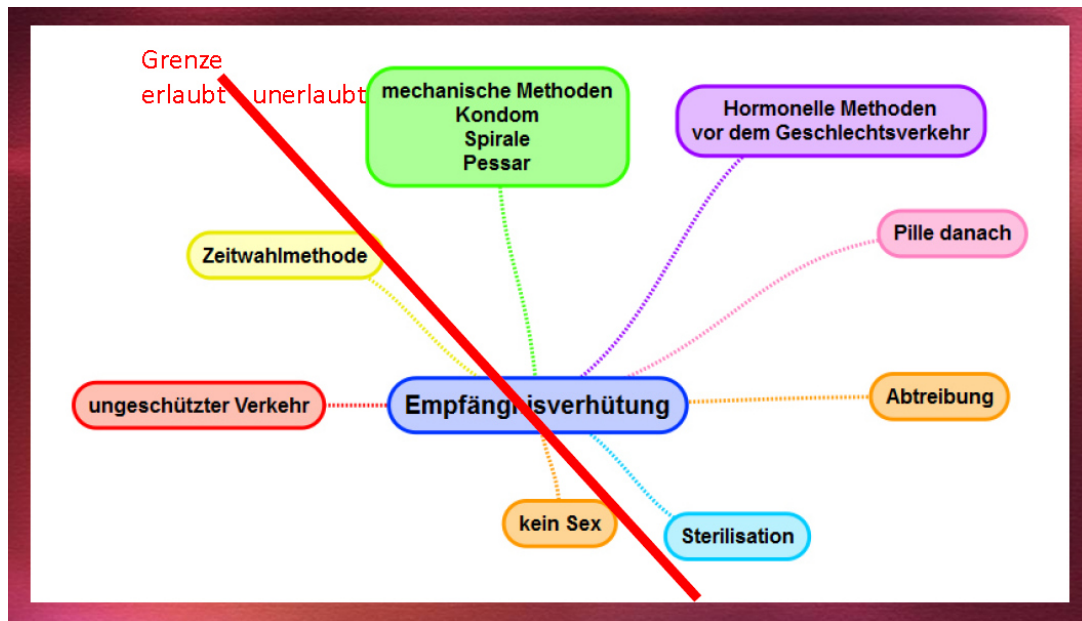 Grenze
erlaubt unerlaubt
mechanische Methoden
Kondom
Spirale
Pessar
Hormonelle Methoden
vor dem Geschlechtsverkehr
Pille danach
Zeitwahlmethode
ungeschützter Verkehr
Empfängnisverhütung
Abtreibung
kein Sex
Sterilisation